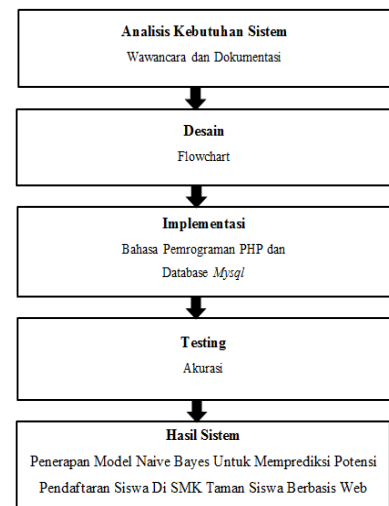 Analisis Kebutuhan Sistem
Wawancara dan Dokumentasi
Desain
Flowchart
Implementasi
Bahasa Pemrograman PHP dan
Database Mysql
Testing
Akurasi
Hasil Sistem
Penerapan Model Naive Bayes Untuk Memprediksi Potensi
Pendaftaran Siswa Di SMK Taman Siswa Berbasis Web